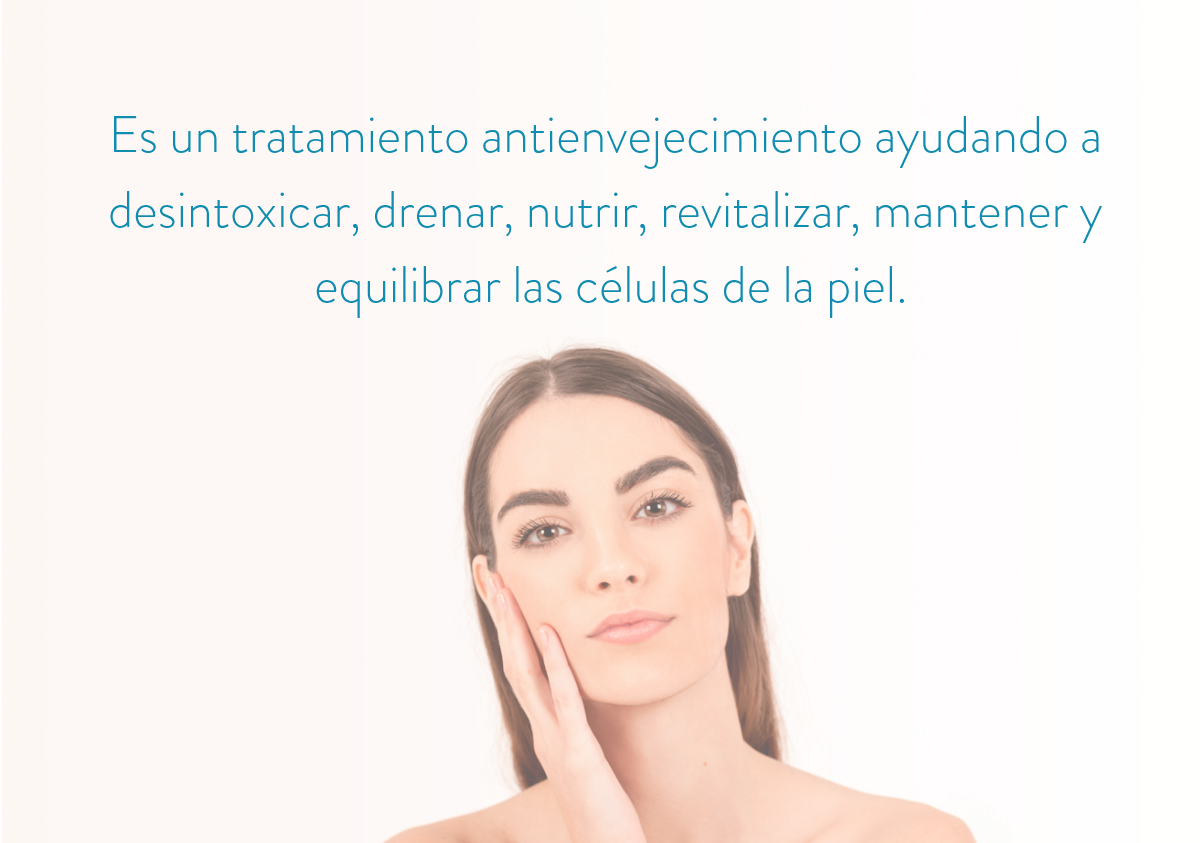 Es un tratamiento antienvejecimiento ayudando a
desintoxicar, drenar, nutrir, revitalizar, mantener y
equilibrar las células de la piel.